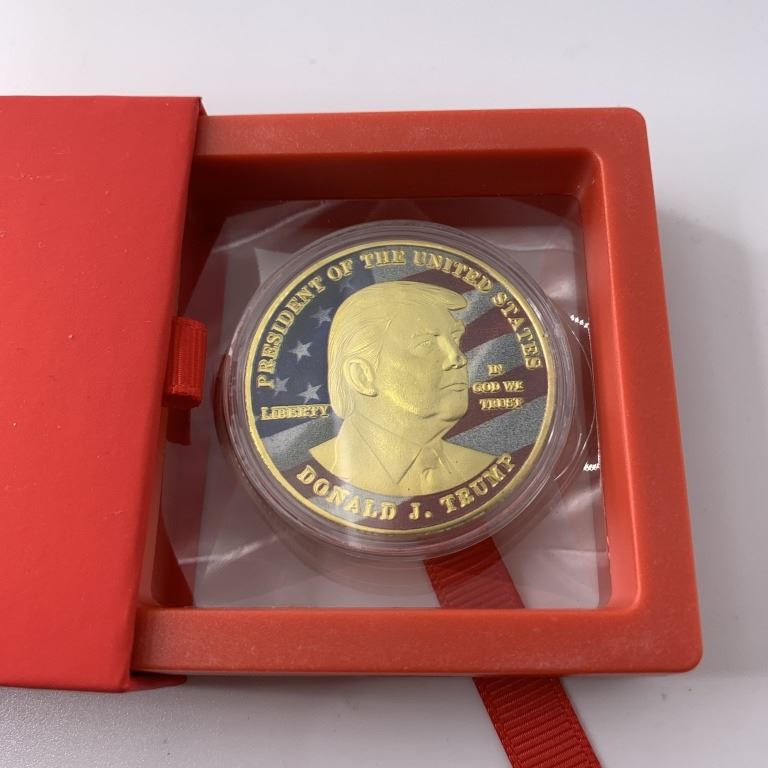 PRESIDENT OF THE UNITED STATES
LIBERTY
IN
GOD WE
TRUST
DONALD J. TRUMP